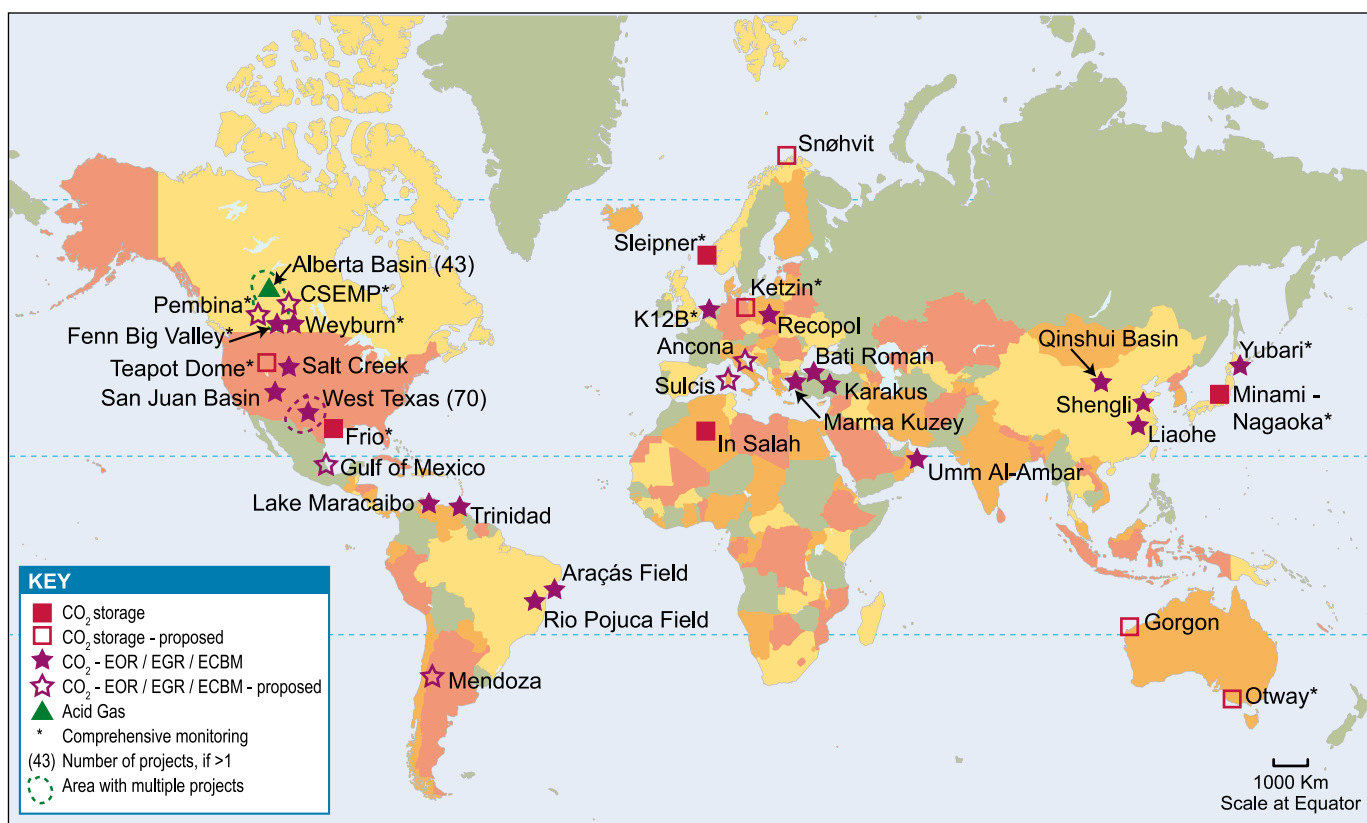 Snøhvit
Sleipner*
Alberta Basin (43)
CSEMP*
Pembina*
Fenn Big Valley*
Weyburn*
Teapot Dome*
Salt Creek
San Juan Basin
West Texas (70)
Frio*
Gulf of Mexico
Lake Maracaibo
Trinidad
Araçás Field
Rio Pojuca Field
Mendoza
Ketzin*
K12B*
Recopol
Ancona
Sulcis
Bati Roman
Karakus
Marma Kuzey
In Salah
Umm Al-Ambar
Qinshui Basin
Shengli
Liaohe
Yubari*
Minami -
Nagaoka*
Gorgon
Otway*
KEY
CO₂ storage
CO₂ storage - proposed
CO₂ - EOR / EGR / ECBM
CO₂ - EOR / EGR / ECBM - proposed
Acid Gas
* Comprehensive monitoring
(43) Number of projects, if >1
Area with multiple projects
1000 Km
Scale at Equator